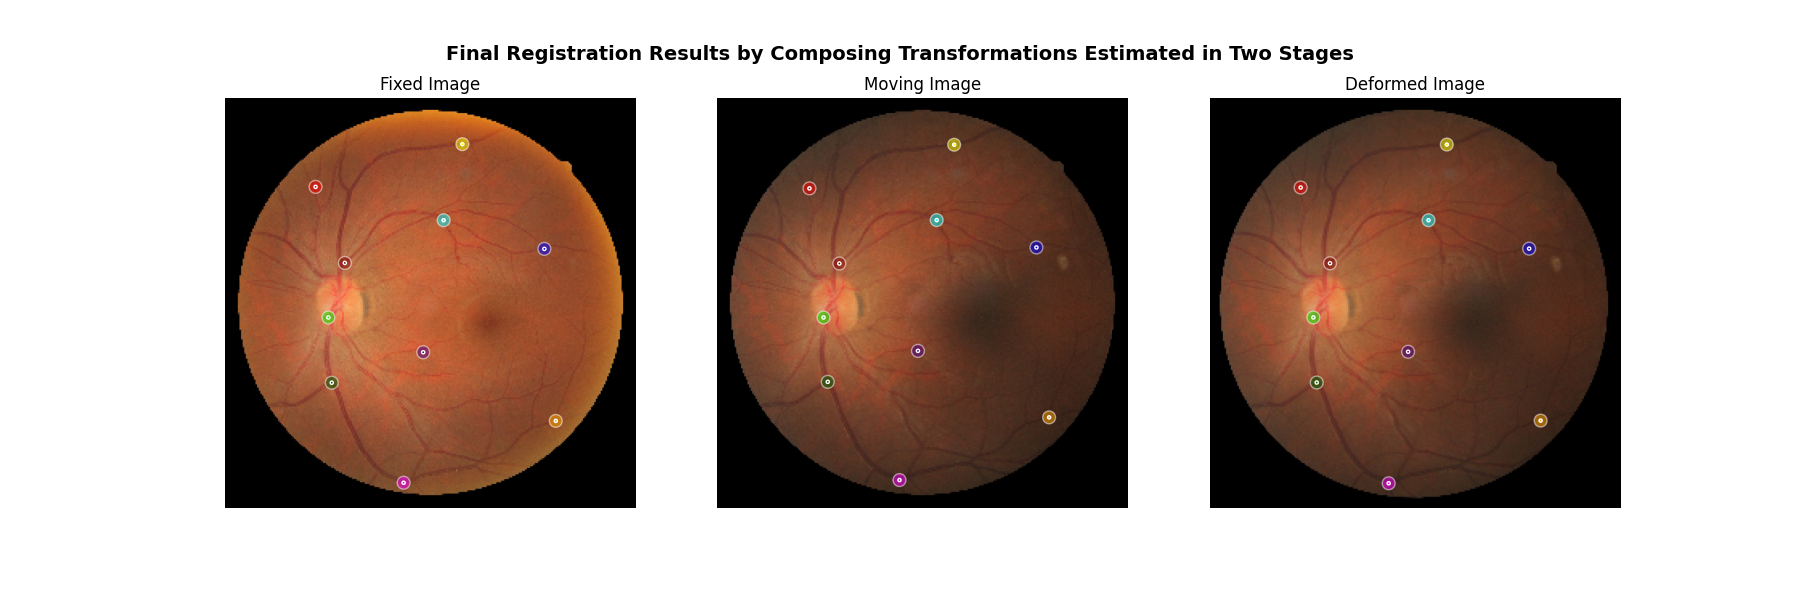 Final Registration Results by Composing Transformations Estimated in Two Stages
Fixed Image
Moving Image
Deformed Image